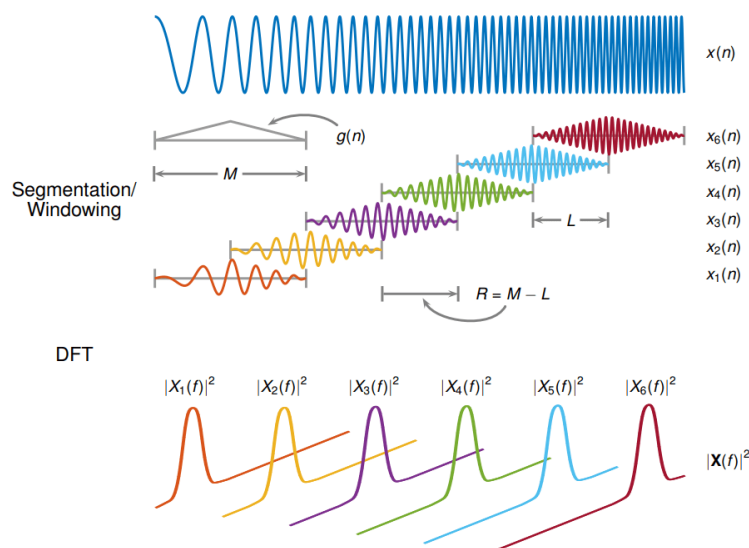 x(n)
g(n)
x₆(n)
x₅(n)
M
x₄(n)
Segmentation/
Windowing
L
x₃(n)
x₂(n)
x₁(n)
R = M – L
DFT
|X₁(f)|² |X₂(f)|² |X₃(f)|² |X₄(f)|² |X₅(f)|² |X₆(f)|²
|X(f)|²